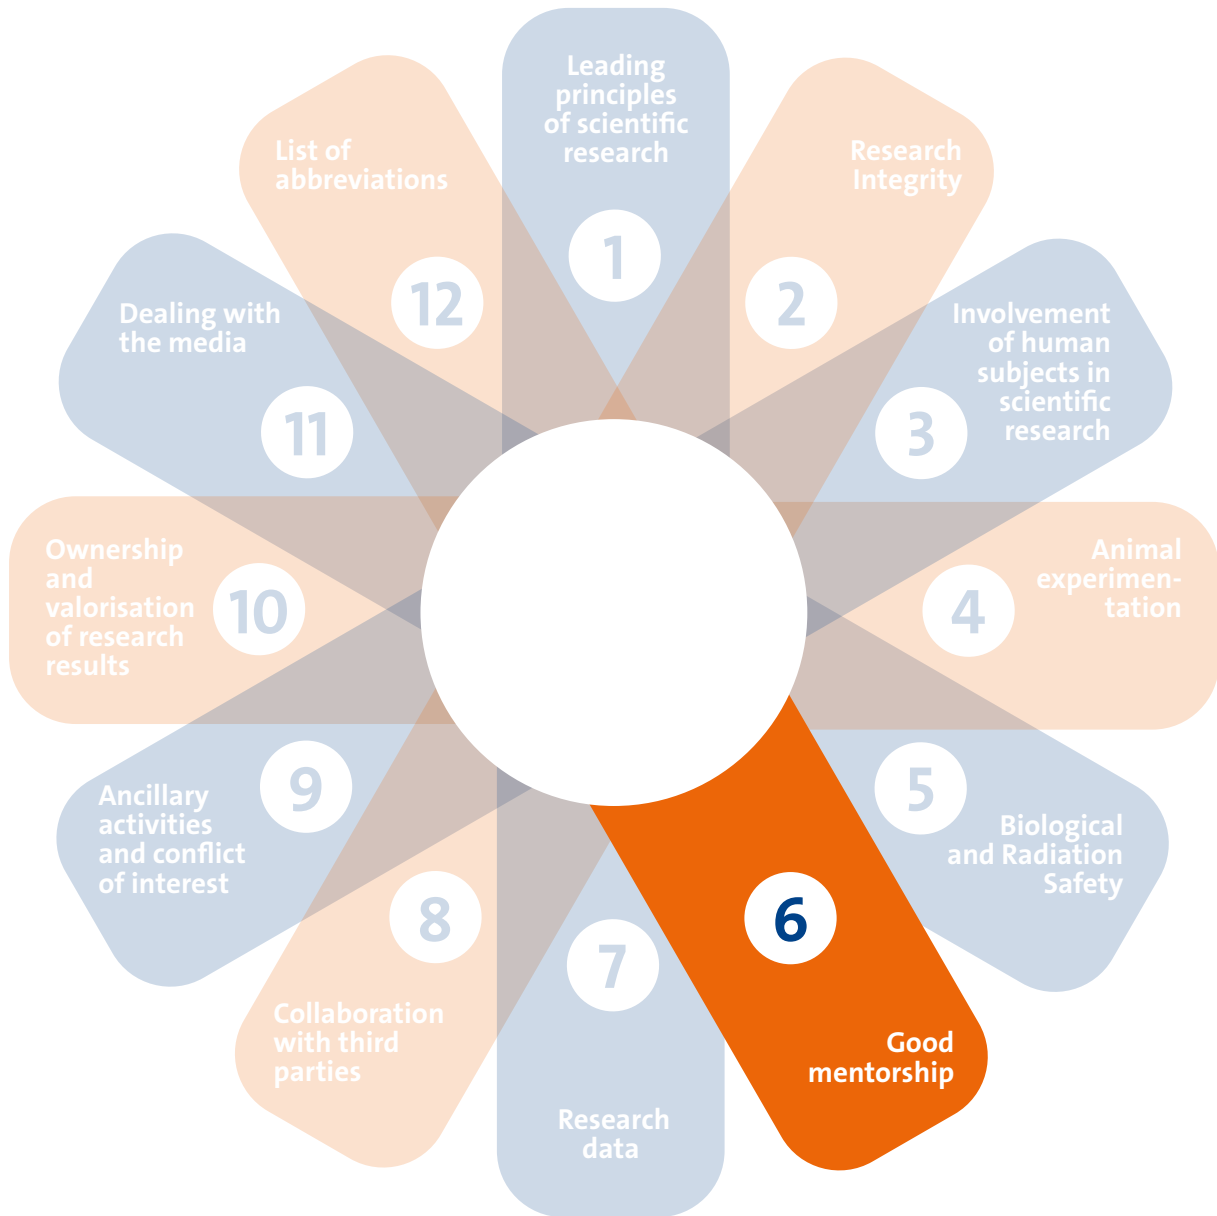 Leading
principles
of scientific
research
1
Research
Integrity
2
Involvement
of human
subjects in
scientific
research
3
Animal
experimen-
tation
4
5
Biological
and Radiation
Safety
6
Good
mentorship
7
Research
data
8
Collaboration
with third
parties
9
Ancillary
activities
and conflict
of interest
10
Ownership
and
valorisation
of research
results
11
Dealing with
the media
12
List of
abbreviations